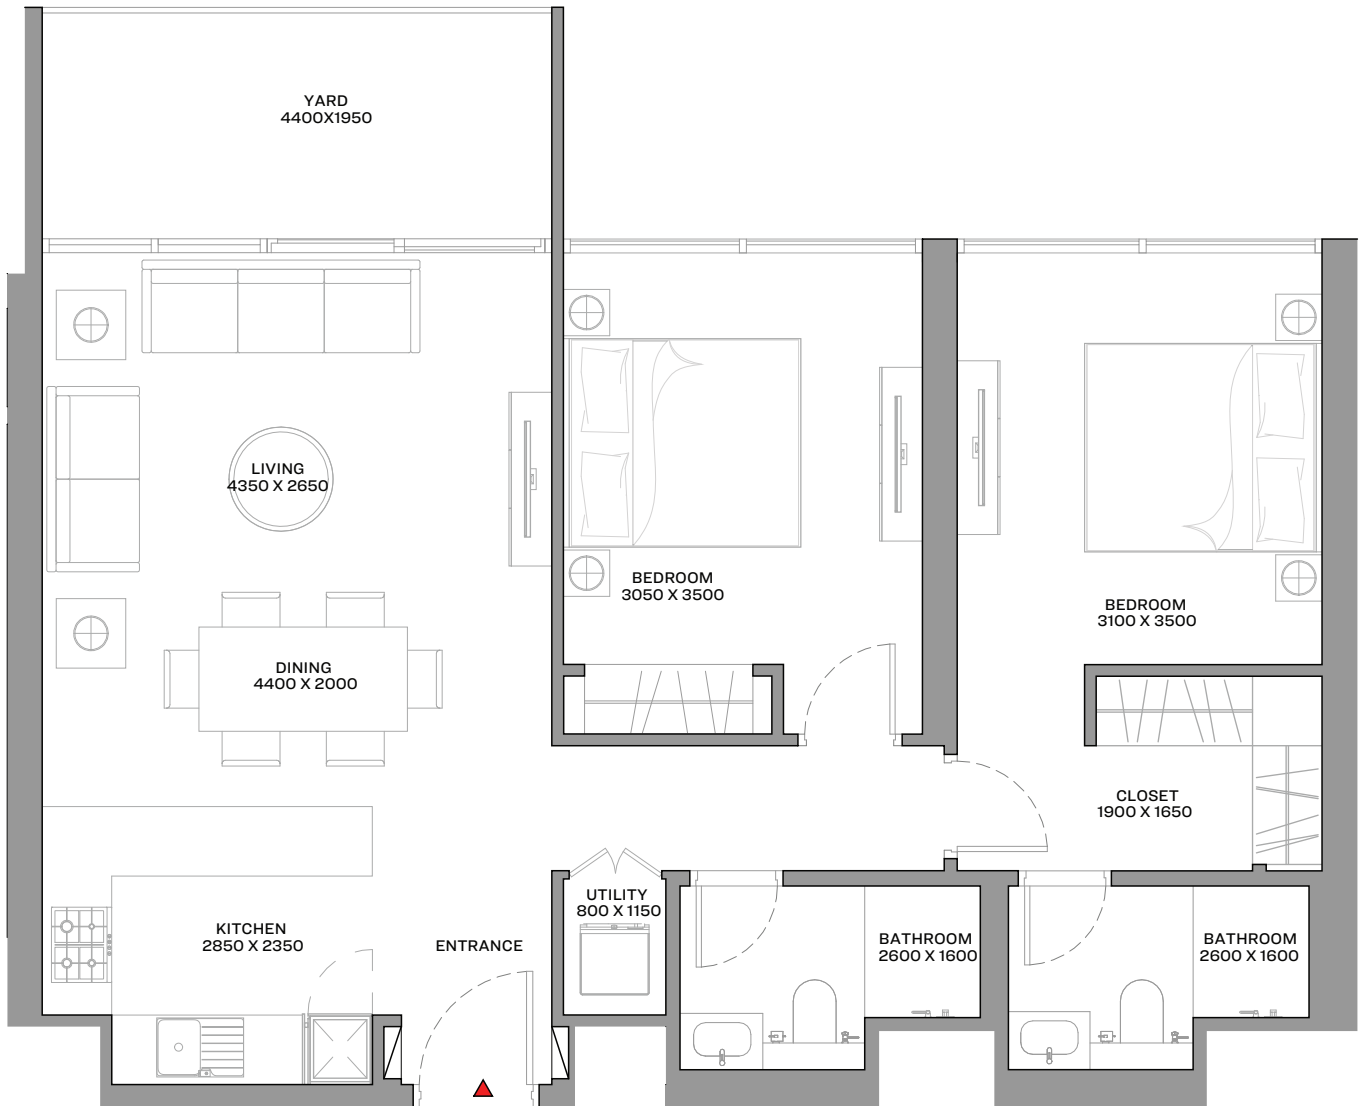 YARD
4400X1950
LIVING
4350 X 2650
BEDROOM
3050 X 3500
BEDROOM
3100 X 3500
DINING
4400 X 2000
CLOSET
1900 X 1650
UTILITY
800 X 1150
KITCHEN
2850 X 2350
ENTRANCE
BATHROOM
2600 X 1600
BATHROOM
2600 X 1600